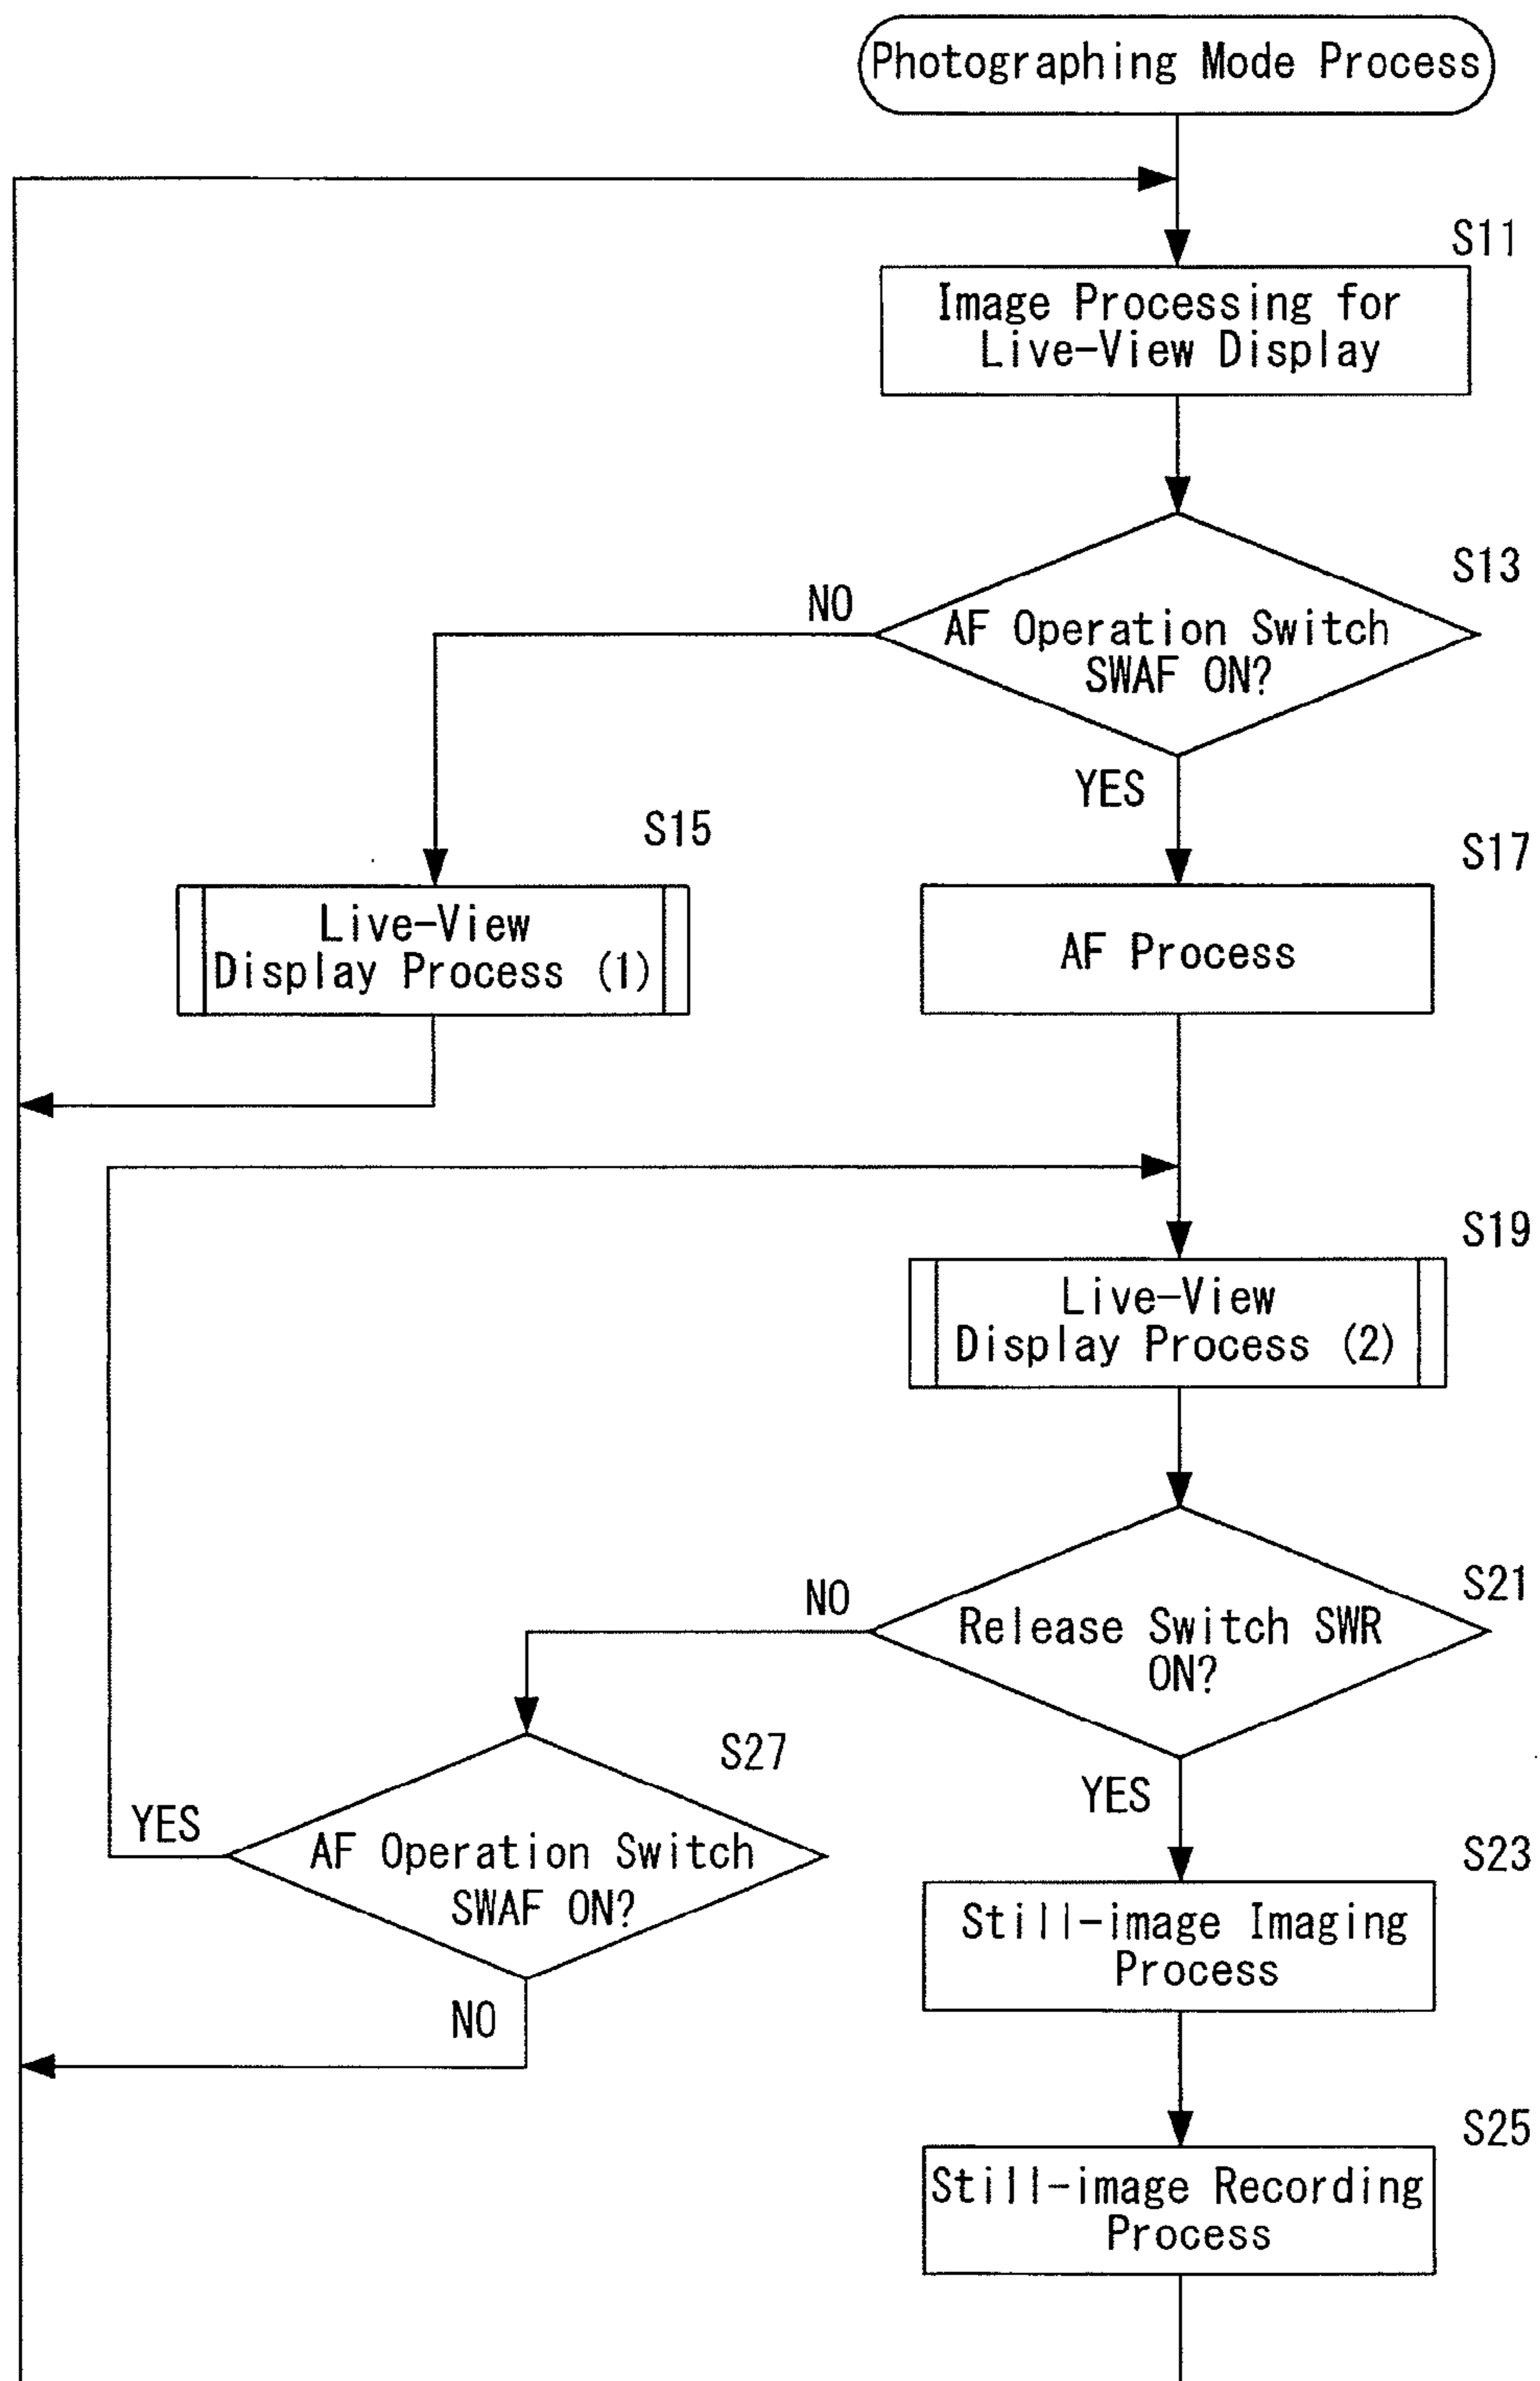 Photographing Mode Process
S11
Image Processing for
Live-View Display
S13
NO
AF Operation Switch
SWAF ON?
YES
S15
S17
Live-View
Display Process (1)
AF Process
S19
Live-View
Display Process (2)
S21
NO
Release Switch SWR
ON?
S27
YES
YES
AF Operation Switch
SWAF ON?
S23
Still-image Imaging
Process
NO
S25
Still-image Recording
Process